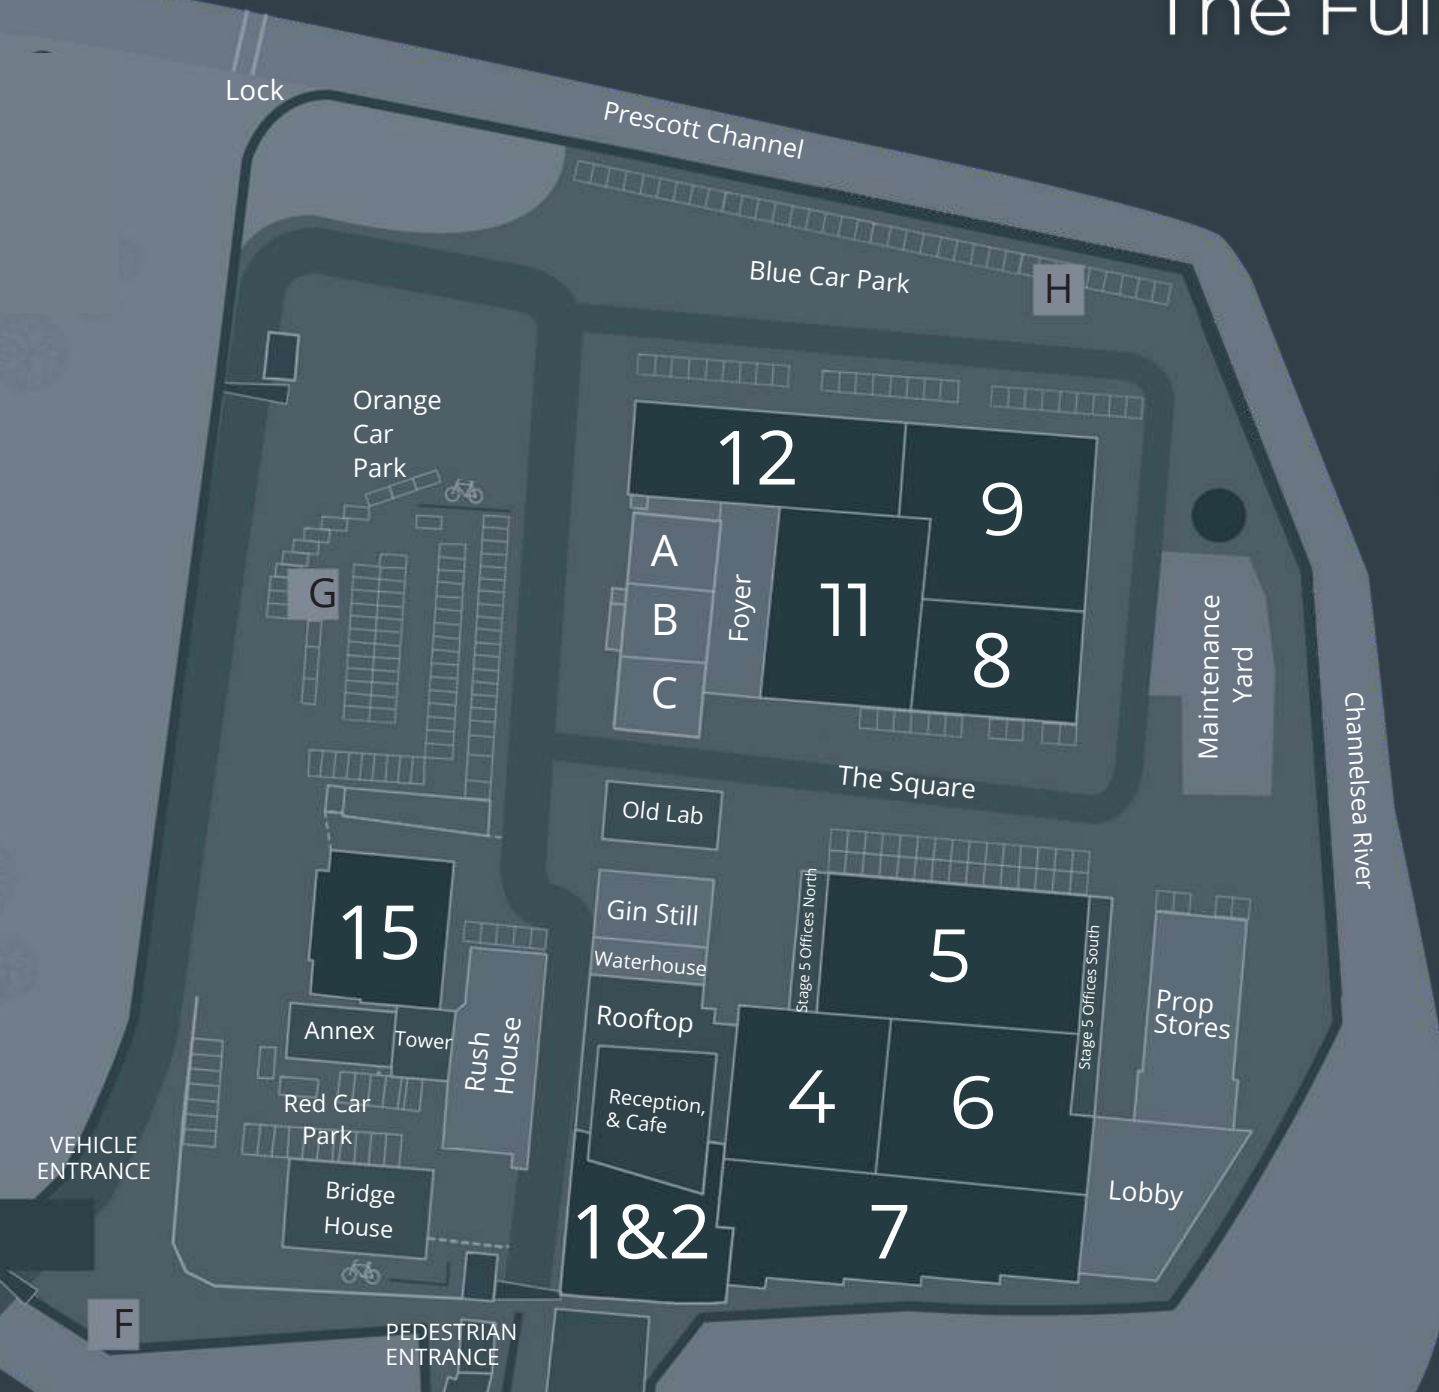 The Ful
Lock
Prescott Channel
Blue Car Park
H
Orange
Car
Park
12
9
A
G
B
Foyer
11
8
C
Maintenance
Yard
Channelsea River
The Square
Old Lab
Stage 5 Offices North
15
Gin Still
5
Stage 5 Offices South
Waterhouse
Prop
Stores
Rooftop
Annex
Tower
Rush
House
4
6
Reception,
& Cafe
Red Car
Park
VEHICLE
ENTRANCE
Bridge
House
1&2
7
Lobby
F
PEDESTRIAN
ENTRANCE